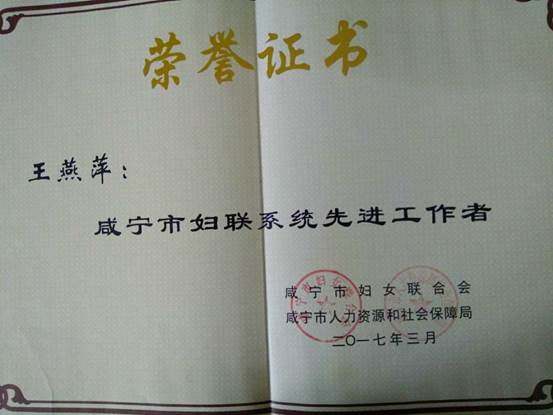 荣誉证书
王燕萍：
咸宁市妇联系统先进工作者
咸宁市妇女联合会
咸宁市人力资源和社会保障局
二〇一七年三月